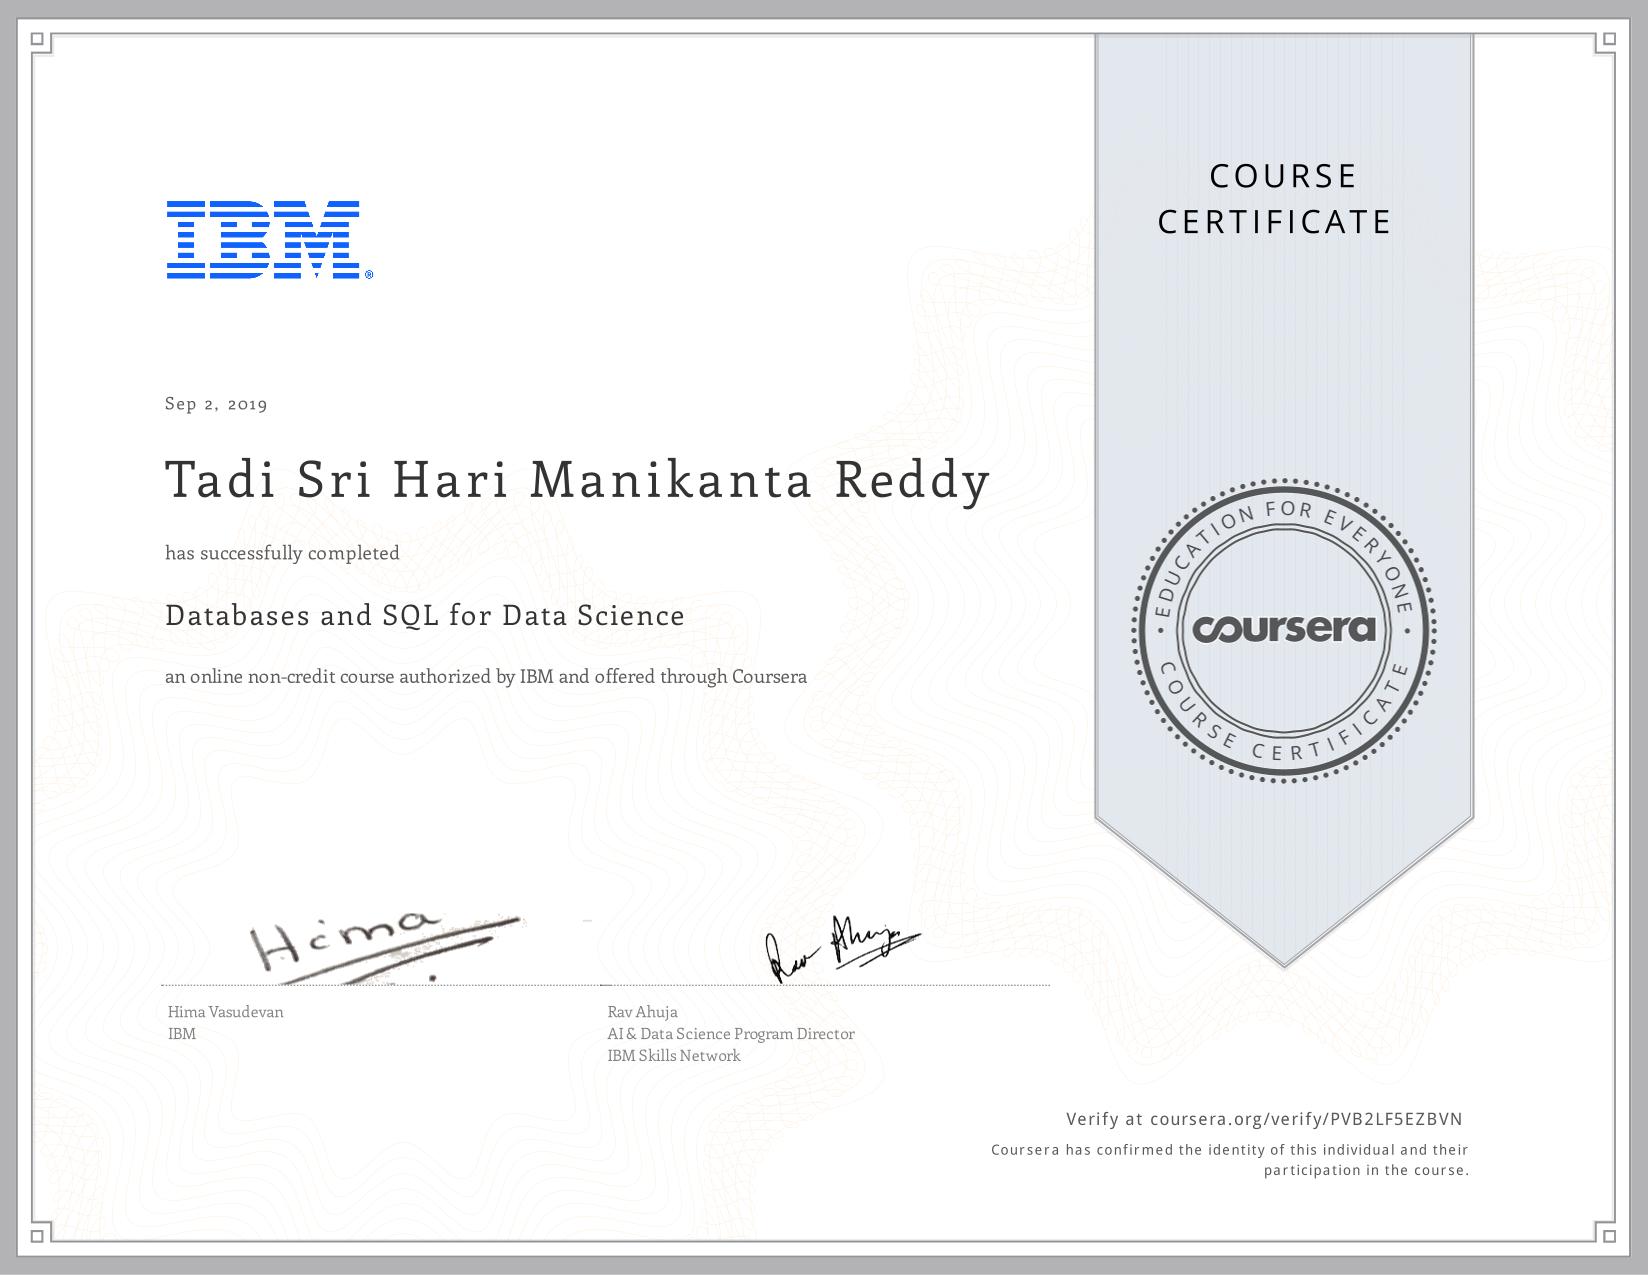 COURSE
CERTIFICATE
IBM®
Sep 2, 2019
Tadi Sri Hari Manikanta Reddy
has successfully completed
Databases and SQL for Data Science
an online non-credit course authorized by IBM and offered through Coursera
EDUCATION FOR EVERYONE
coursera
COURSE CERTIFICATE
Hima
Rav Ahuja
Hima Vasudevan
IBM
Rav Ahuja
AI & Data Science Program Director
IBM Skills Network
Verify at coursera.org/verify/PVB2LF5EZBVN
Coursera has confirmed the identity of this individual and their
participation in the course.